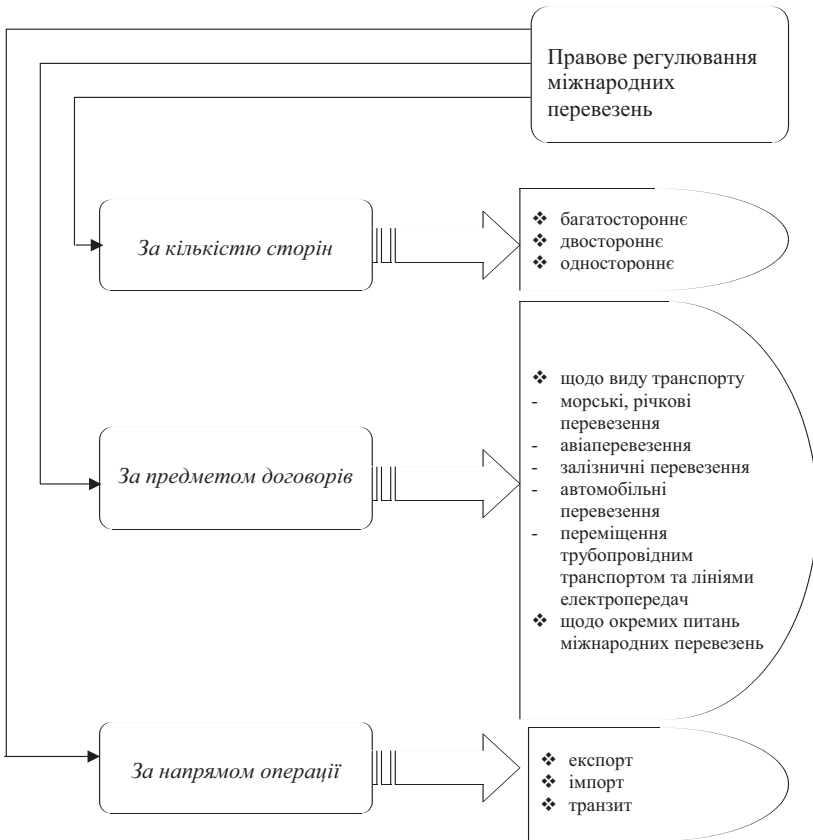 Правове регулювання
міжнародних
перевезень
За кількістю сторін
❖ багатостороннє
❖ двостороннє
❖ одностороннє
За предметом договорів
❖ щодо виду транспорту
- морські, річкові
перевезення
- авіаперевезення
- залізничні перевезення
- автомобільні
перевезення
- переміщення
трубопровідним
транспортом та лініями
електропередач
❖ щодо окремих питань
міжнародних перевезень
За напрямом операції
❖ експорт
❖ імпорт
❖ транзит